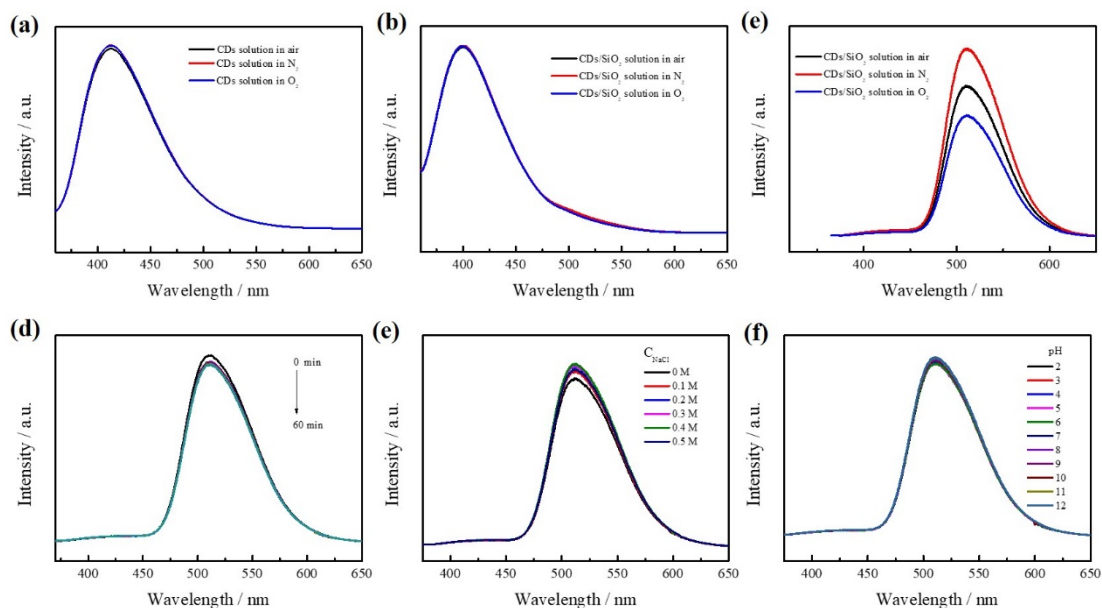 (a)
CDs solution in air
CDs solution in N₂
CDs solution in O₂
Intensity / a.u.
400 450 500 550 600 650
Wavelength / nm
(b)
CDs/SiO₂ solution in air
CDs/SiO₂ solution in N₂
CDs/SiO₂ solution in O₂
Intensity / a.u.
400 450 500 550 600 650
Wavelength / nm
(e)
CDs/SiO₂ solution in air
CDs/SiO₂ solution in N₂
CDs/SiO₂ solution in O₂
Intensity / a.u.
400 500 600
Wavelength / nm
(d)
0 min
60 min
Intensity / a.u.
400 450 500 550 600 650
Wavelength / nm
(e)
C NaCl
0 M
0.1 M
0.2 M
0.3 M
0.4 M
0.5 M
Intensity / a.u.
400 450 500 550 600 650
Wavelength / nm
(f)
pH
2
3
4
5
6
7
8
9
10
11
12
Intensity / a.u.
400 450 500 550 600 650
Wavelength / nm